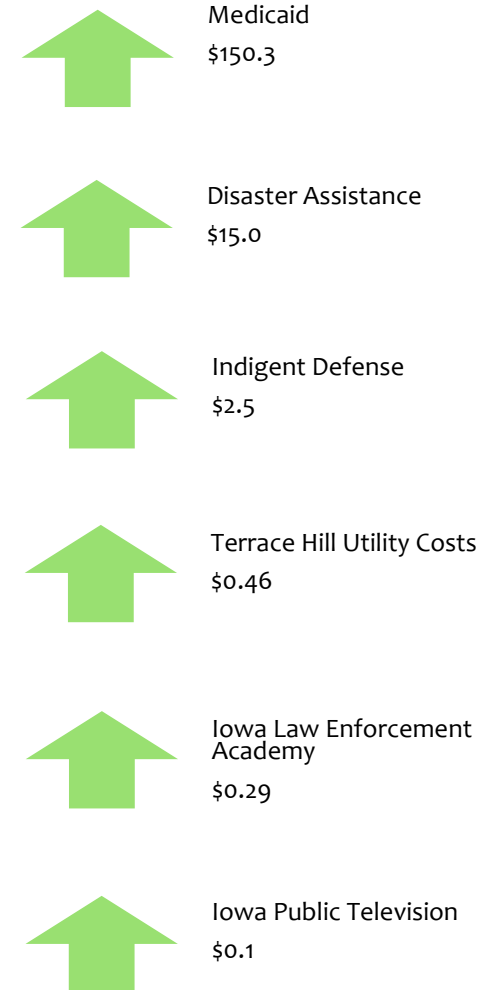 Medicaid
$150.3
Disaster Assistance
$15.0
Indigent Defense
$2.5
Terrace Hill Utility Costs
$0.46
Iowa Law Enforcement
Academy
$0.29
Iowa Public Television
$0.1